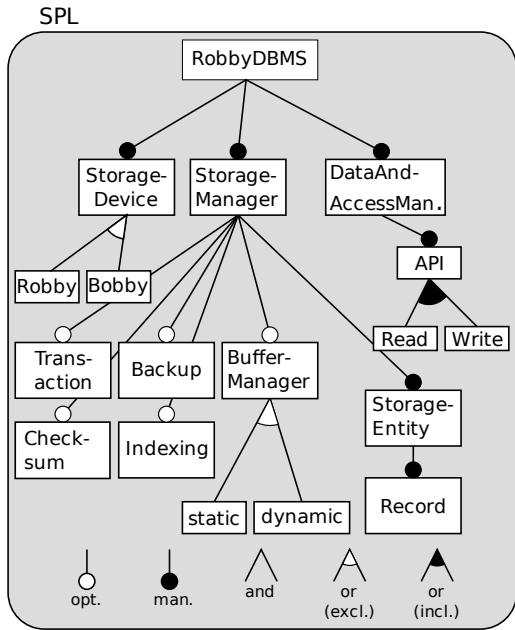 SPL
RobbyDBMS
Storage-
Device
Storage-
Manager
DataAnd-
AccessMan.
API
Robby
Bobby
Read
Write
Trans-
action
Backup
Buffer-
Manager
Storage-
Entity
Check-
sum
Indexing
Record
static
dynamic
opt.
man.
and
or
(excl.)
or
(incl.)